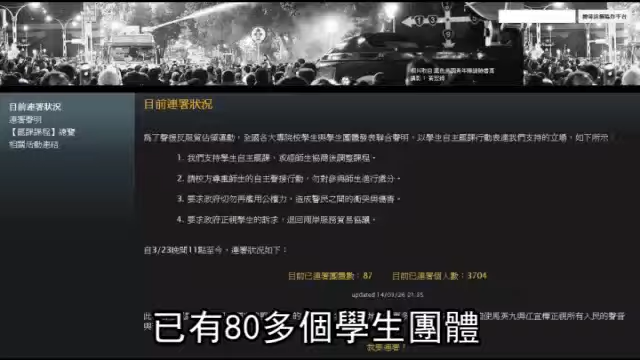 目前連署狀況
連署聲明
【罷課課程】總覽
相關活動連結
目前連署狀況
為了聲援反服貿佔領運動，全國各大專院校學生與學生團體發表聯合聲明，以學生自主罷課行動表達我們支持的立場，如下所示
1. 我們支持學生自主罷課、或經師生協商後調整課程。
2. 請校方尊重師生的自主聲援行動，勿對參與師生進行懲分。
3. 要求政府切勿再濫用公權力，造成警民之間的衝突與傷害。
4. 要求政府正視學生的訴求，退回兩岸服務貿易協議。
自3/23晚間11點至今，連署狀況如下：
目前已連署團體數：87 目前已連署個人數：3704
已有80多個學生團體
我要連署！